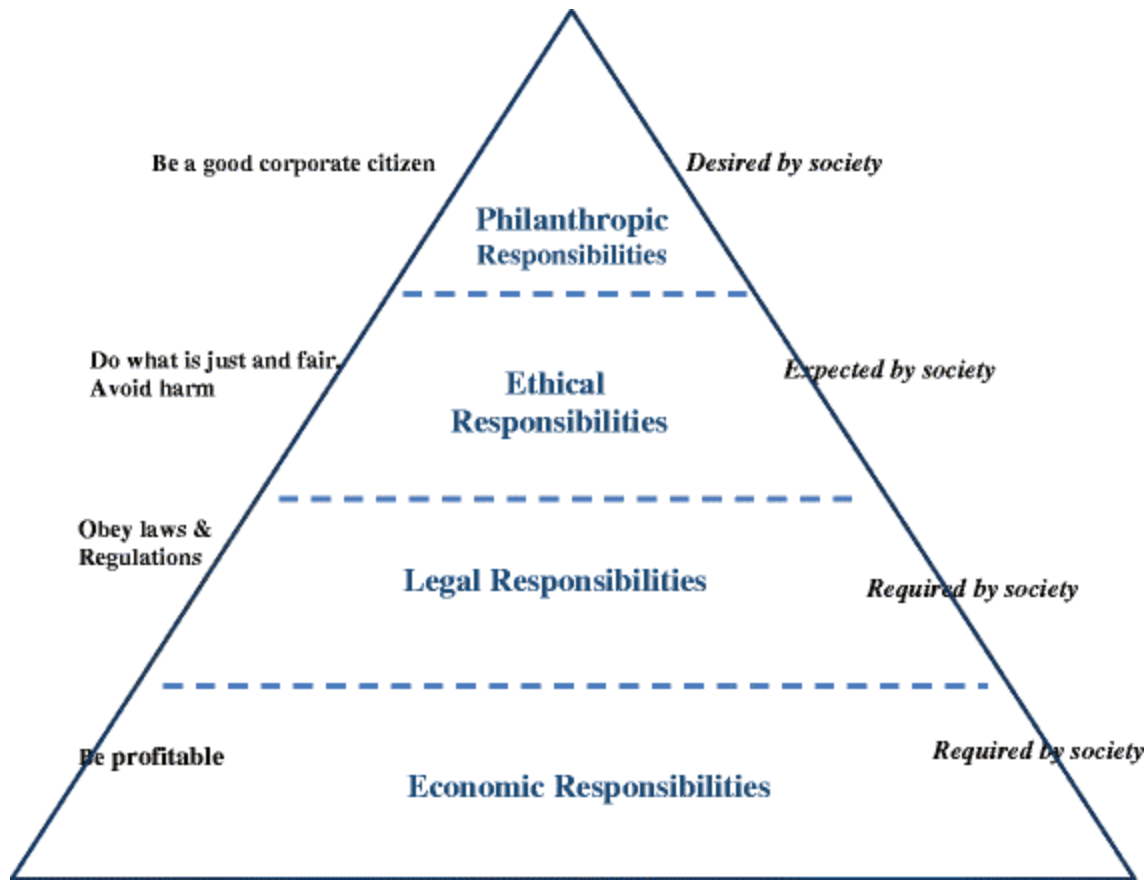 Be a good corporate citizen
Desired by society
Philanthropic
Responsibilities
Do what is just and fair,
Avoid harm
Expected by society
Ethical
Responsibilities
Obey laws &
Regulations
Legal Responsibilities
Required by society
Be profitable
Required by society
Economic Responsibilities